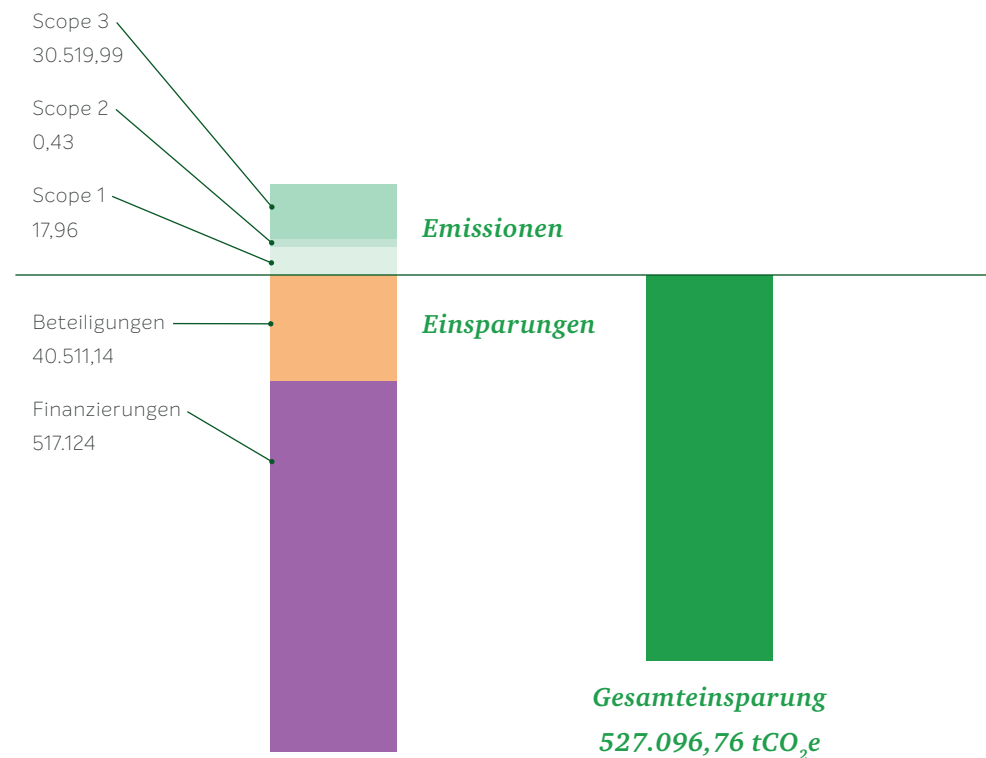 Scope 3
30.519,99
Scope 2
0,43
Scope 1
17,96
Emissionen
Beteiligungen
40.511,14
Einsparungen
Finanzierungen
517.124
Gesamteinsparung
527.096,76 tCO₂e